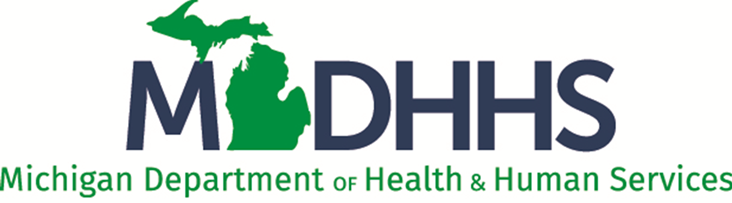 MDHHS
Michigan Department OF Health & Human Services